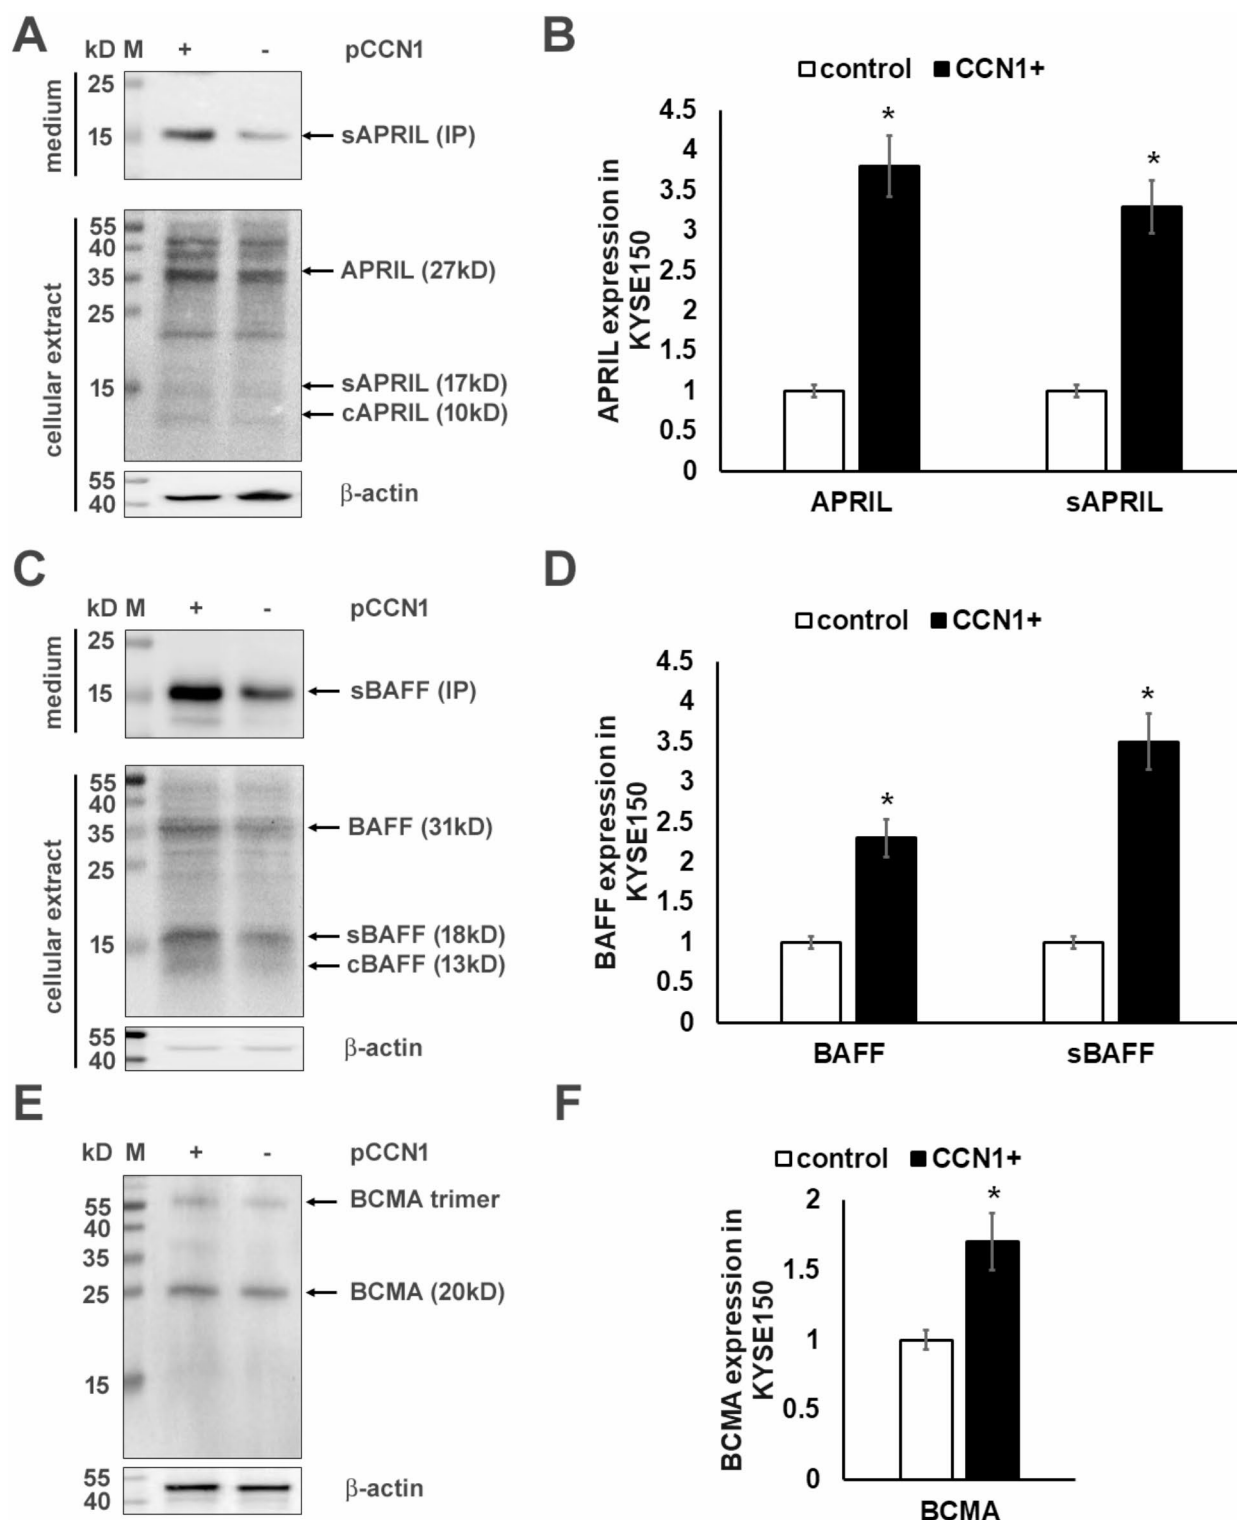 A
kD M + - pCCN1
medium
25
15
sAPRIL (IP)
cellular extract
55
40
35
25
15
APRIL (27kD)
sAPRIL (17kD)
cAPRIL (10kD)
55
40
β-actin
B
control CCN1+
APRIL expression in
KYSE150
4.5
4
3.5
3
2.5
2
1.5
1
0.5
0
*
*
APRIL sAPRIL
C
kD M + - pCCN1
medium
25
15
sBAFF (IP)
cellular extract
55
40
35
25
15
BAFF (31kD)
sBAFF (18kD)
cBAFF (13kD)
55
40
β-actin
D
control CCN1+
BAFF expression in
KYSE150
4.5
4
3.5
3
2.5
2
1.5
1
0.5
0
*
*
BAFF sBAFF
E
kD M + - pCCN1
55
40
35
25
15
BCMA trimer
BCMA (20kD)
55
40
β-actin
F
control CCN1+
BCMA expression in
KYSE150
2
1.5
1
0.5
0
*
BCMA